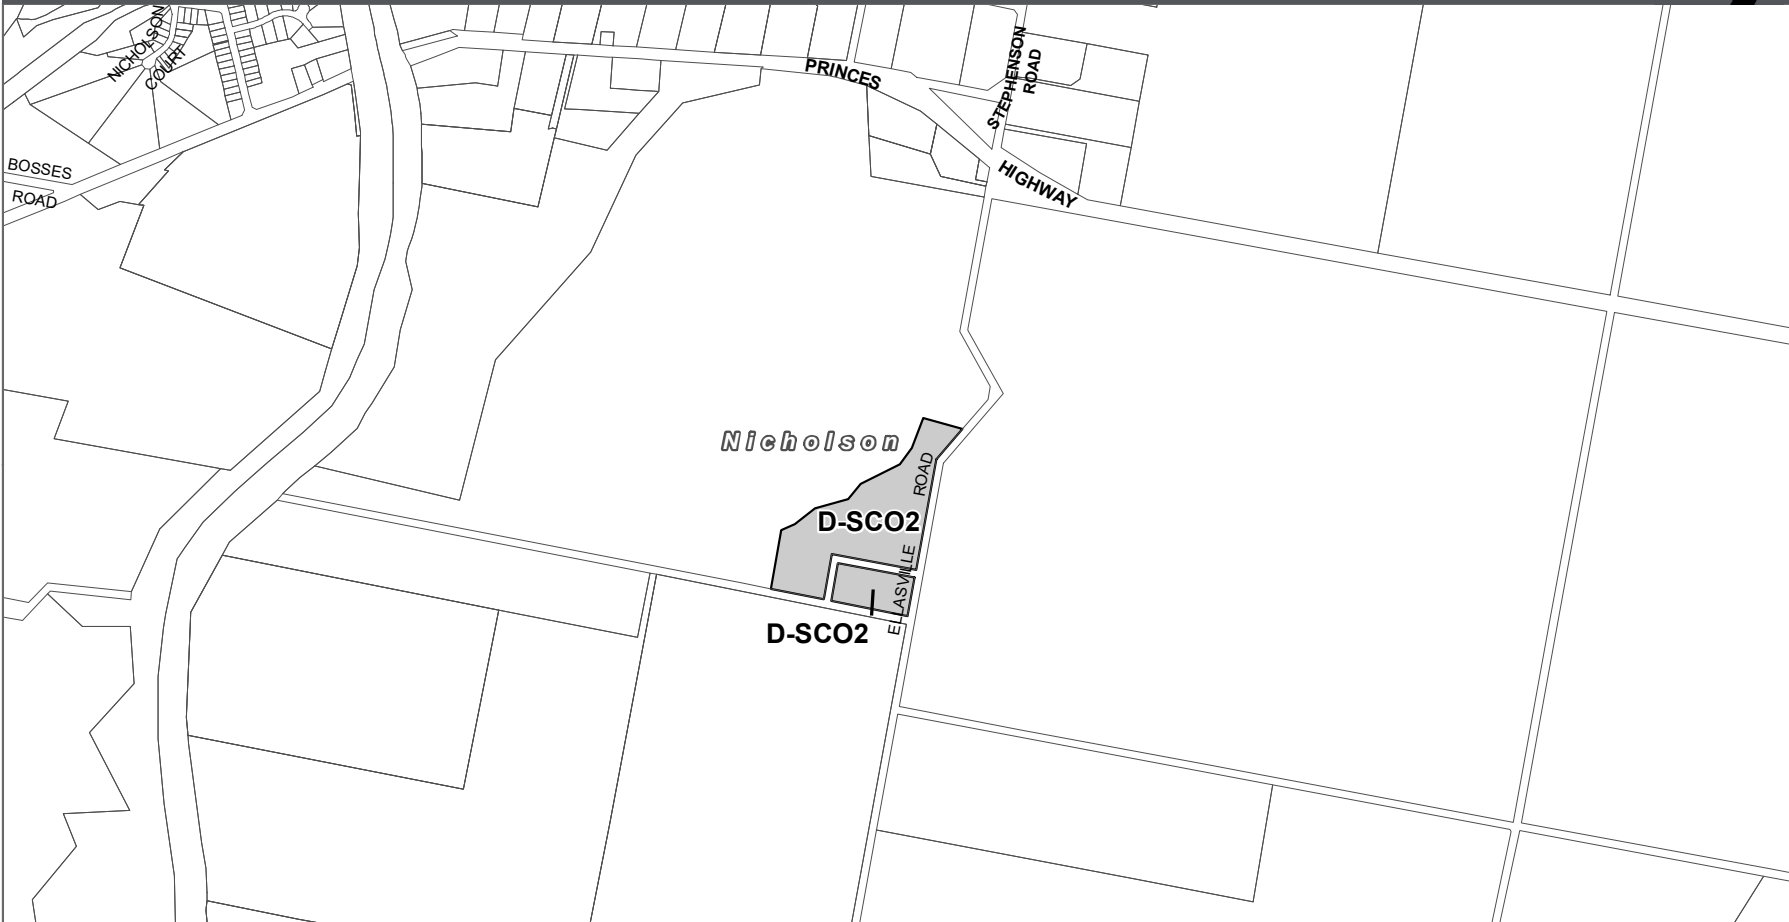 NICHOLSON
COURT
PRINCES
STEPHENSON
ROAD
BOSSES
ROAD
HIGHWAY
Nicholson
ROAD
D-SCO2
ELLASVILLE
D-SCO2